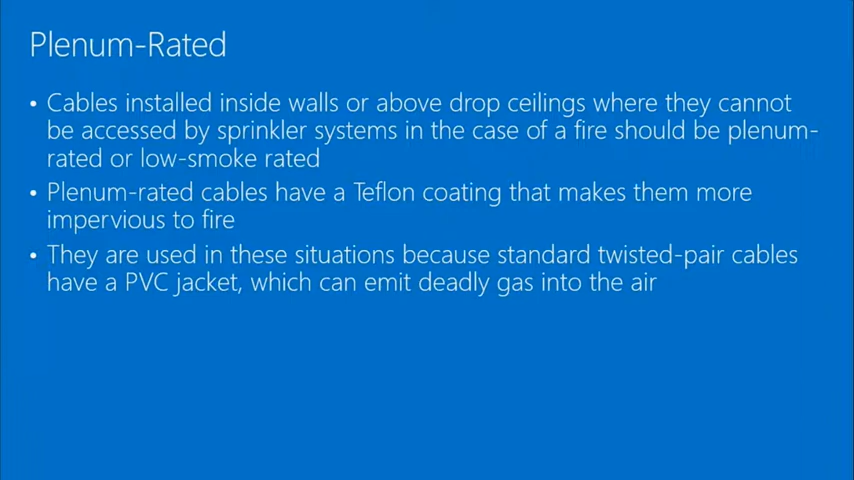 Plenum-Rated
• Cables installed inside walls or above drop ceilings where they cannot
be accessed by sprinkler systems in the case of a fire should be plenum-
rated or low-smoke rated
• Plenum-rated cables have a Teflon coating that makes them more
impervious to fire
• They are used in these situations because standard twisted-pair cables
have a PVC jacket, which can emit deadly gas into the air